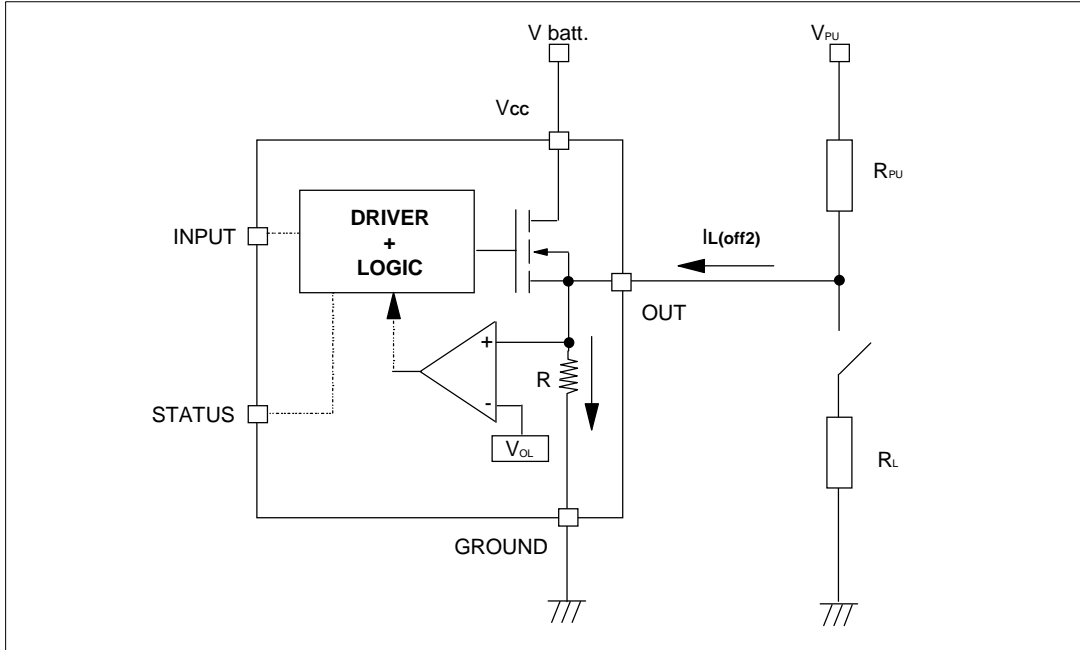 V batt.
VPU
Vcc
RPU
DRIVER
+
LOGIC
INPUT
IL(off2)
OUT
+
R
-
STATUS
VOL
RL
GROUND